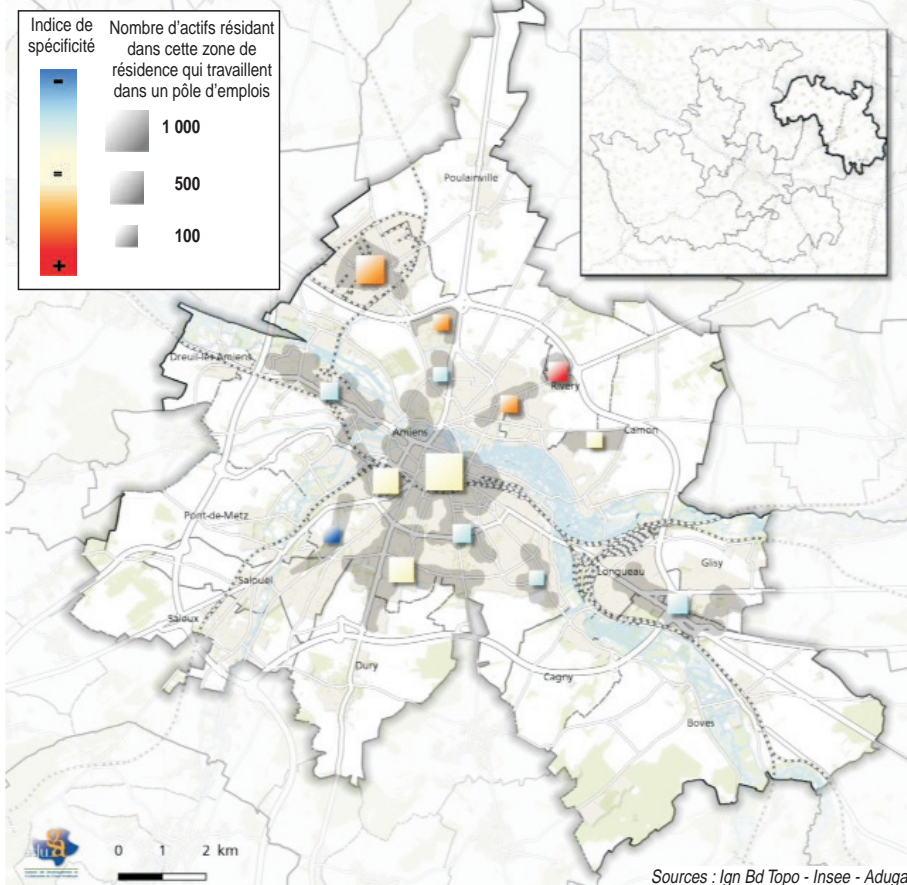 Indice de
spécificité
-
=
+
Nombre d'actifs résidant
dans cette zone de
résidence qui travaillent
dans un pôle d'emplois
1 000
500
100
Poulainville
Dreuil-lès-Amiens
Rivery
Amiens
Camon
Pont-de-Metz
Longueau
Glisy
Salouel
Saleux
Dury
Cagny
Boves
0 1 2 km
Sources : Ign Bd Topo - Insee - Aduga